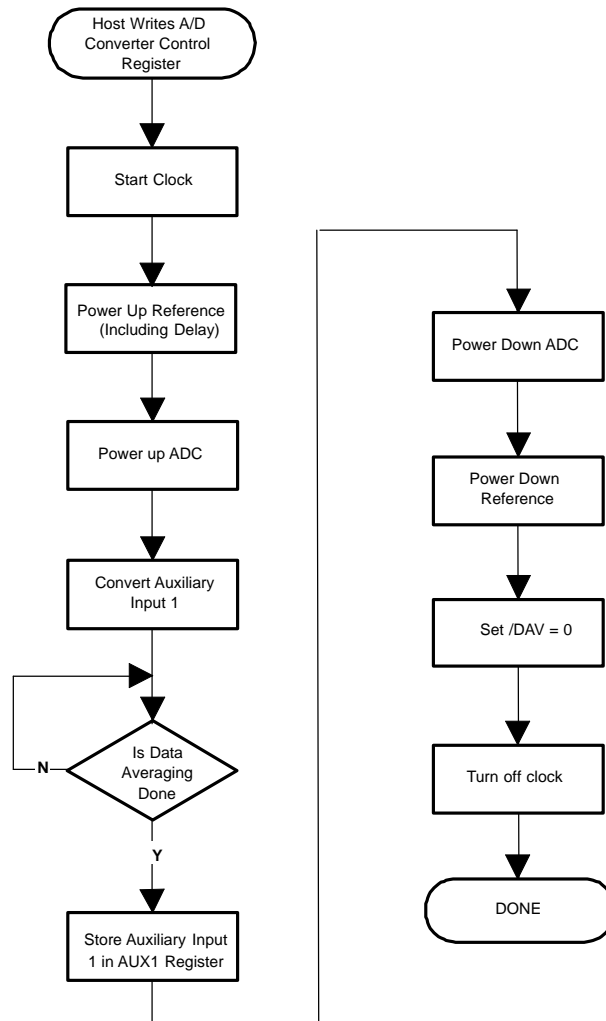 Host Writes A/D
Converter Control
Register
Start Clock
Power Up Reference
(Including Delay)
Power up ADC
Convert Auxiliary
Input 1
Is Data
Averaging
Done
N
Y
Store Auxiliary Input
1 in AUX1 Register
Power Down ADC
Power Down
Reference
Set /DAV = 0
Turn off clock
DONE